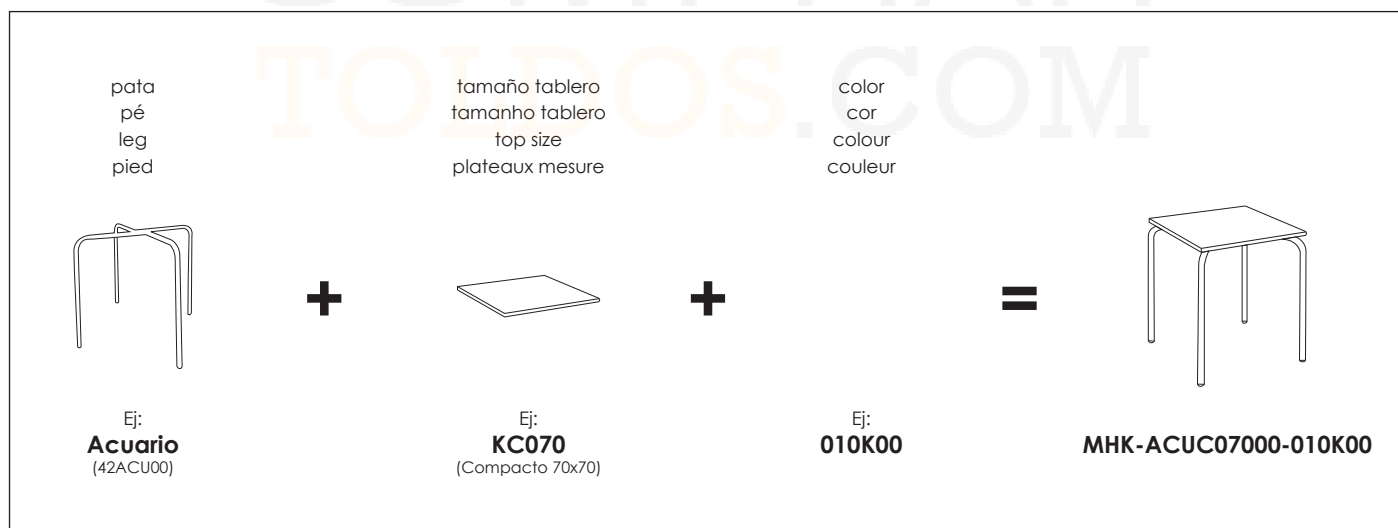 TOLDOS.COM
pata
pé
leg
pied
tamaño tablero
tamanho tablero
top size
plateaux mesure
color
cor
colour
couleur
+
+
=
Ej:
Acuario
(42ACU00)
Ej:
KC070
(Compacto 70x70)
Ej:
010K00
MHK-ACUC07000-010K00